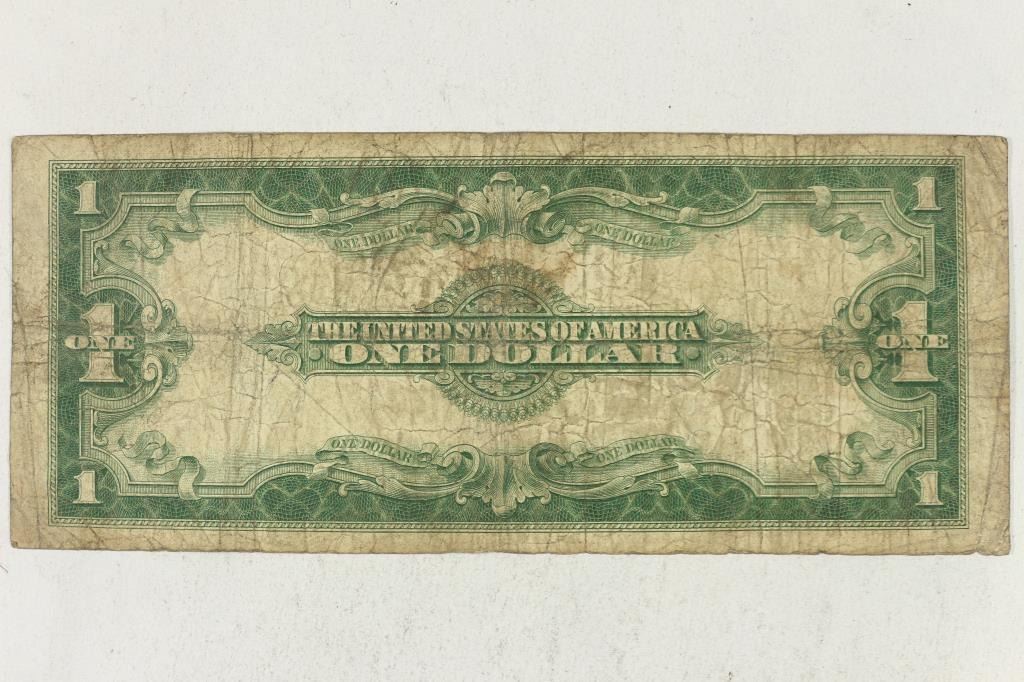 1 1
ONE DOLLAR ONE DOLLAR
THE UNITED STATES OF AMERICA
1 ONE 1 ONE
ONE DOLLAR
ONE DOLLAR ONE DOLLAR
1 1